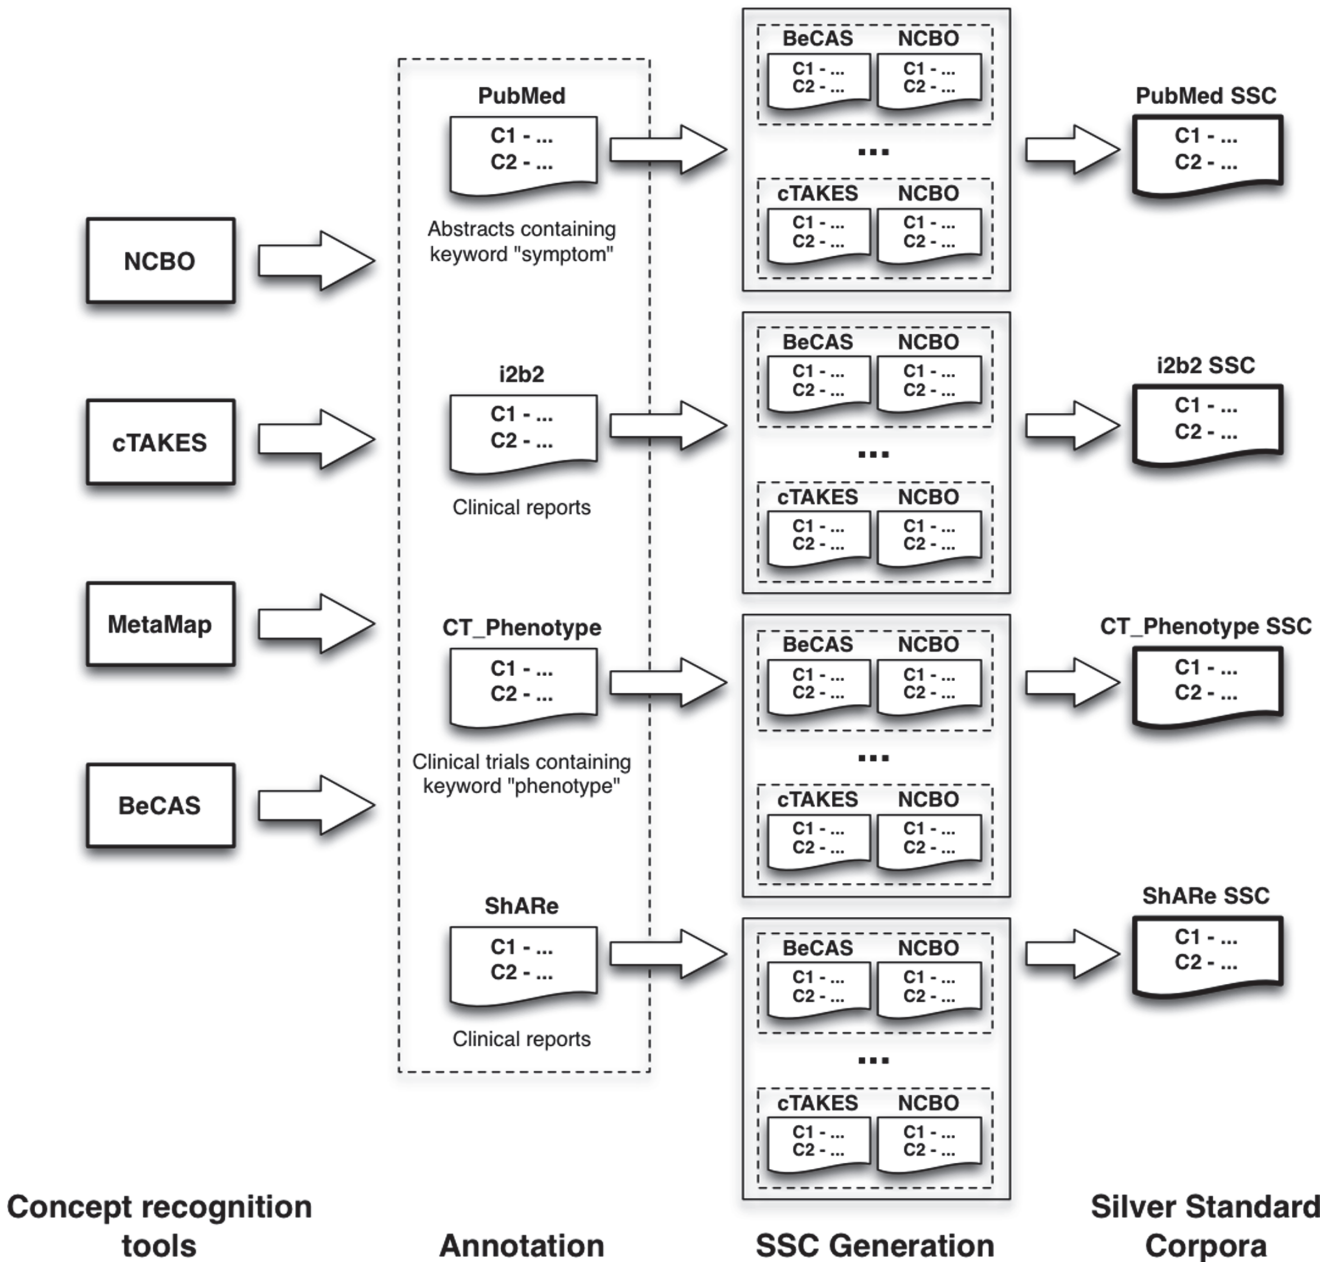 NCBO
cTAKES
MetaMap
BeCAS
Concept recognition
tools
PubMed
C1 - ...
C2 - ...
Abstracts containing
keyword "symptom"
i2b2
C1 - ...
C2 - ...
Clinical reports
CT_Phenotype
C1 - ...
C2 - ...
Clinical trials containing
keyword "phenotype"
ShARe
C1 - ...
C2 - ...
Clinical reports
Annotation
BeCAS NCBO
C1 - ... C1 - ...
C2 - ... C2 - ...
...
cTAKES NCBO
C1 - ... C1 - ...
C2 - ... C2 - ...
BeCAS NCBO
C1 - ... C1 - ...
C2 - ... C2 - ...
...
cTAKES NCBO
C1 - ... C1 - ...
C2 - ... C2 - ...
BeCAS NCBO
C1 - ... C1 - ...
C2 - ... C2 - ...
...
cTAKES NCBO
C1 - ... C1 - ...
C2 - ... C2 - ...
BeCAS NCBO
C1 - ... C1 - ...
C2 - ... C2 - ...
...
cTAKES NCBO
C1 - ... C1 - ...
C2 - ... C2 - ...
SSC Generation
PubMed SSC
C1 - ...
C2 - ...
i2b2 SSC
C1 - ...
C2 - ...
CT_Phenotype SSC
C1 - ...
C2 - ...
ShARe SSC
C1 - ...
C2 - ...
Silver Standard
Corpora